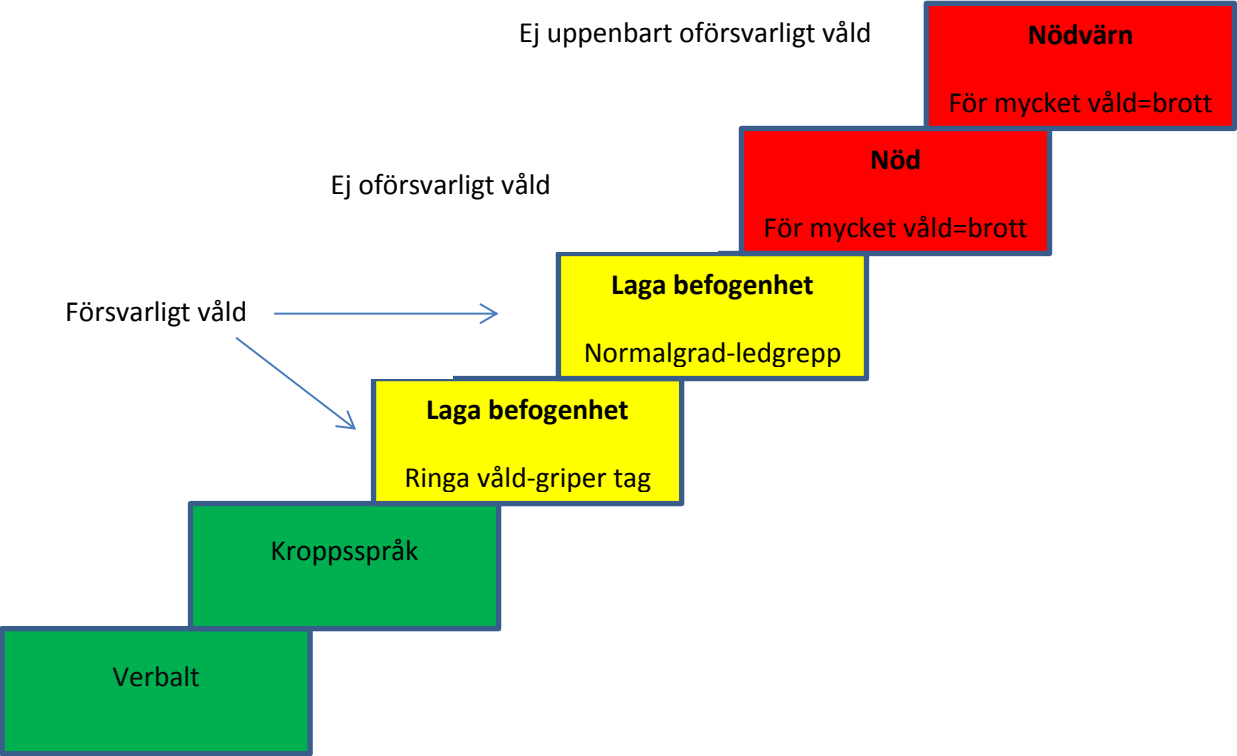 Ej uppenbart oförsvarligt våld
Nödvärn
För mycket våld=brott
Ej oförsvarligt våld
Nöd
För mycket våld=brott
Försvarligt våld
Laga befogenhet
Normalgrad-ledgrepp
Laga befogenhet
Ringa våld-griper tag
Kroppsspråk
Verbalt